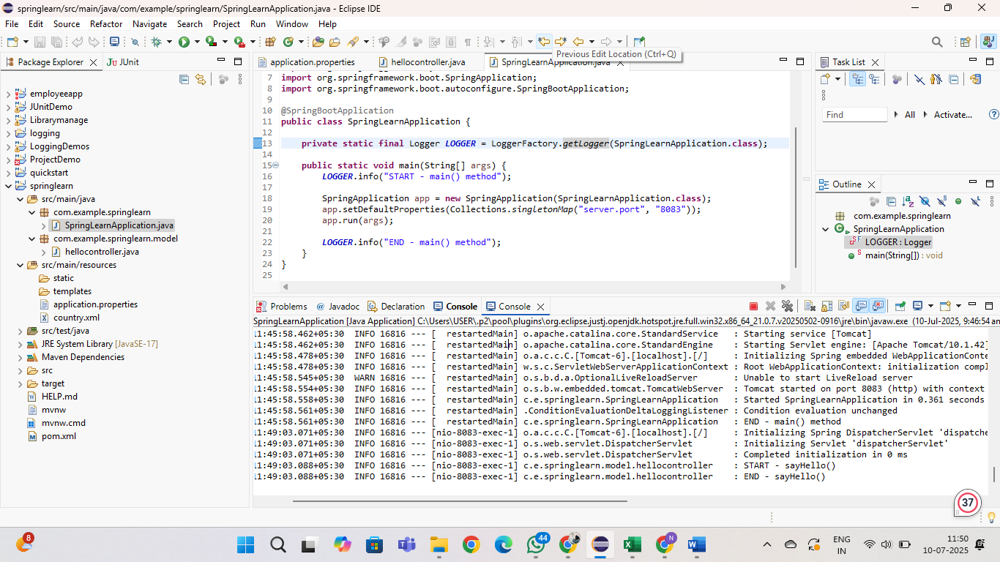 springlearn/src/main/java/com/example/springlearn/SpringLearnApplication.java - Eclipse IDE
File Edit Source Refactor Navigate Search Project Run Window Help
Previous Edit Location (Ctrl+Q)
Package Explorer
JUnit
employeeapp
JUnitDemo
Librarymanage
logging
LoggingDemos
ProjectDemo
quickstart
springlearn
src/main/java
com.example.springlearn
SpringLearnApplication.java
com.example.springlearn.model
hellocontroller.java
src/main/resources
static
templates
application.properties
country.xml
src/test/java
JRE System Library [JavaSE-17]
Maven Dependencies
src
target
HELP.md
mvnw
mvnw.cmd
pom.xml
application.properties hellocontroller.java SpringLearnApplication.java
7 import org.springframework.boot.SpringApplication;
8 import org.springframework.boot.autoconfigure.SpringBootApplication;
9
10 @SpringBootApplication
11 public class SpringLearnApplication {
12
13 private static final Logger LOGGER = LoggerFactory.getLogger(SpringLearnApplication.class);
14
15 public static void main(String[] args) {
16 LOGGER.info("START - main() method");
17
18 SpringApplication app = new SpringApplication(SpringLearnApplication.class);
19 app.setDefaultProperties(Collections.singletonMap("server.port", "8083"));
20 app.run(args);
21
22 LOGGER.info("END - main() method");
23 }
24 }
25
Task List
Find All Activate...
Outline
com.example.springlearn
SpringLearnApplication
LOGGER : Logger
main(String[]) : void
Problems Javadoc Declaration Console Console
SpringLearnApplication [Java Application] C:\Users\USER\.p2\pool\plugins\org.eclipse.justj.openjdk.hotspot.jre.full.win32.x86_64_21.0.7.v20250502-0916\jre\bin\javaw.exe (10-Jul-2025, 9:46:54 am
11:45:58.462+05:30 INFO 16816 --- [ restartedMain] o.apache.catalina.core.StandardService : Starting service [Tomcat]
11:45:58.462+05:30 INFO 16816 --- [ restartedMain] o.apache.catalina.core.StandardEngine : Starting Servlet engine: [Apache Tomcat/10.1.42]
11:45:58.478+05:30 INFO 16816 --- [ restartedMain] o.a.c.c.C.[Tomcat-6].[localhost].[/] : Initializing Spring embedded WebApplicationConte
11:45:58.478+05:30 INFO 16816 --- [ restartedMain] w.s.c.ServletWebServerApplicationContext : Root WebApplicationContext: initialization compl
11:45:58.545+05:30 WARN 16816 --- [ restartedMain] o.s.b.d.a.OptionalLiveReloadServer : Unable to start LiveReload server
11:45:58.554+05:30 INFO 16816 --- [ restartedMain] o.s.b.w.embedded.tomcat.TomcatWebServer : Tomcat started on port 8083 (http) with context
11:45:58.558+05:30 INFO 16816 --- [ restartedMain] c.e.springlearn.SpringLearnApplication : Started SpringLearnApplication in 0.361 seconds
11:45:58.561+05:30 INFO 16816 --- [ restartedMain] .ConditionEvaluationDeltaLoggingListener : Condition evaluation unchanged
11:45:58.561+05:30 INFO 16816 --- [ restartedMain] c.e.springlearn.SpringLearnApplication : END - main() method
11:49:03.071+05:30 INFO 16816 --- [nio-8083-exec-1] o.a.c.c.C.[Tomcat-6].[localhost].[/] : Initializing Spring DispatcherServlet 'dispatche
11:49:03.071+05:30 INFO 16816 --- [nio-8083-exec-1] o.s.web.servlet.DispatcherServlet : Initializing Servlet 'dispatcherServlet'
11:49:03.071+05:30 INFO 16816 --- [nio-8083-exec-1] o.s.web.servlet.DispatcherServlet : Completed initialization in 0 ms
11:49:03.088+05:30 INFO 16816 --- [nio-8083-exec-1] c.e.springlearn.model.hellocontroller : START - sayHello()
11:49:03.088+05:30 INFO 16816 --- [nio-8083-exec-1] c.e.springlearn.model.hellocontroller : END - sayHello()
37
8
44
N
ENG
IN
11:50
10-07-2025